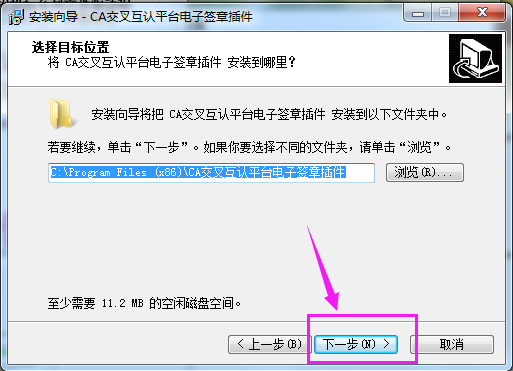 安装向导 - CA交叉互认平台电子签章插件
选择目标位置
将 CA交叉互认平台电子签章插件 安装到哪里？
安装向导将把 CA交叉互认平台电子签章插件 安装到以下文件夹中。
若要继续，单击“下一步”。如果你要选择不同的文件夹，请单击“浏览”。
C:\Program Files (x86)\CA交叉互认平台电子签章插件
浏览(R)...
至少需要 11.2 MB 的空闲磁盘空间。
< 上一步(B)
下一步(N) >
取消